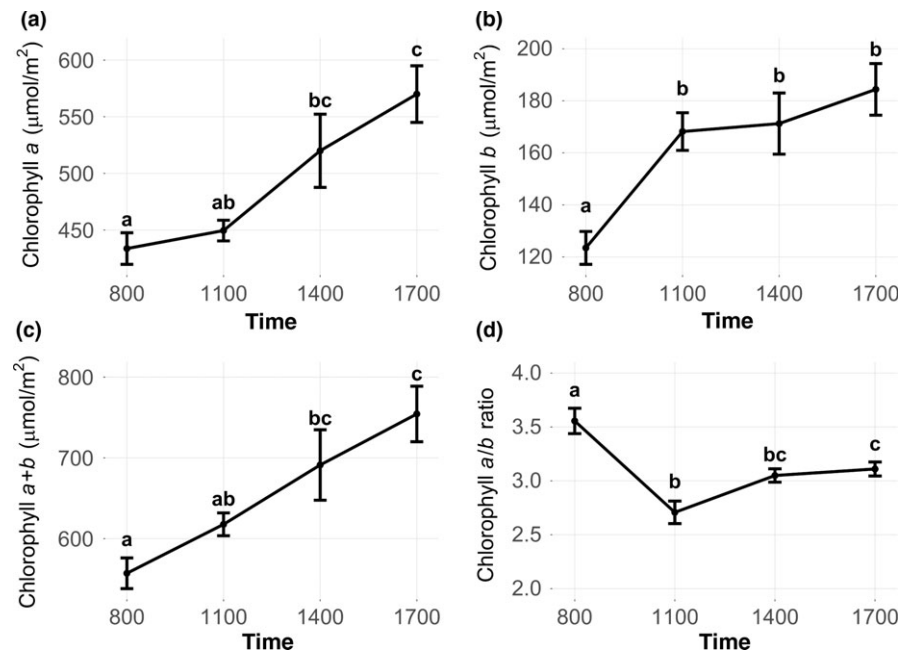 (a)
Chlorophyll a (μmol/m²)
600
550
500
450
a
ab
bc
c
800 1100 1400 1700
Time
(b)
Chlorophyll b (μmol/m²)
200
180
160
140
120
a
b
b
b
800 1100 1400 1700
Time
(c)
Chlorophyll a+b (μmol/m²)
800
700
600
a
ab
bc
c
800 1100 1400 1700
Time
(d)
Chlorophyll a/b ratio
4.0
3.5
3.0
2.5
2.0
a
b
bc
c
800 1100 1400 1700
Time